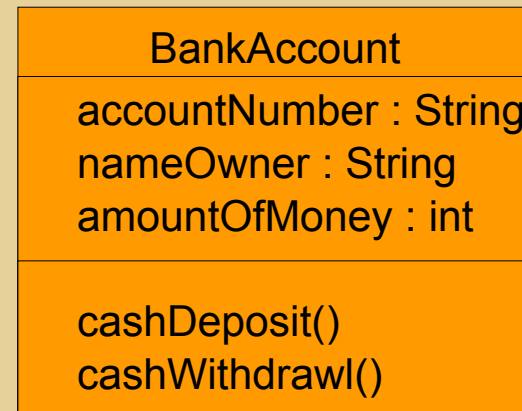 BankAccount
accountNumber : String
nameOwner : String
amountOfMoney : int
cashDeposit()
cashWithdrawl()